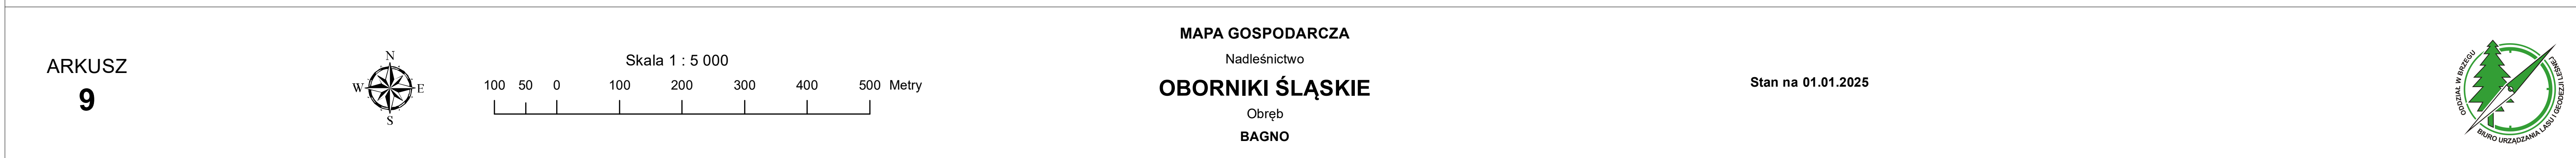 ARKUSZ
9
N
W E
S
Skala 1 : 5 000
100 50 0 100 200 300 400 500 Metry
MAPA GOSPODARCZA
Nadleśnictwo
OBORNIKI ŚLĄSKIE
Obręb
BAGNO
Stan na 01.01.2025
ODDZIAŁ W BRZEGU
BIURO URZĄDZANIA LASU I GEODEZJI LEŚNEJ